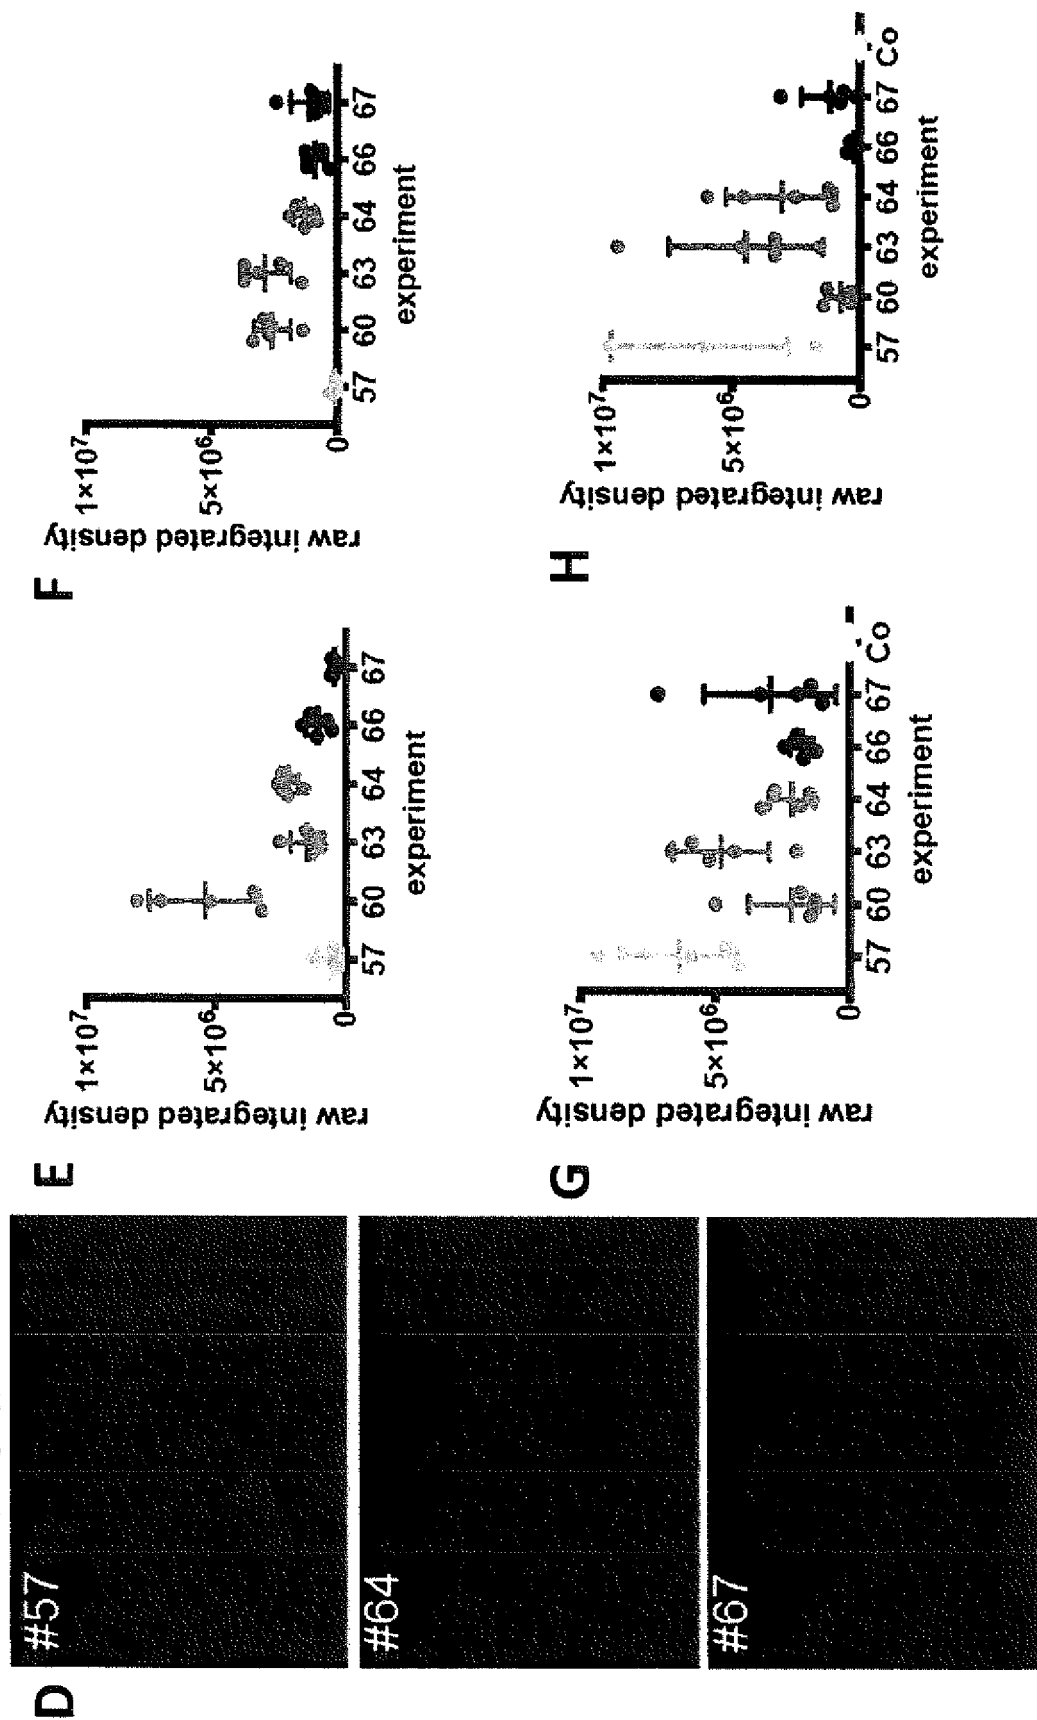 D
#57
#64
#67
E
raw integrated density
1×10⁷
5×10⁶
0
57 60 63 64 66 67
experiment
F
raw integrated density
1×10⁷
5×10⁶
0
57 60 63 64 66 67
experiment
G
raw integrated density
1×10⁷
5×10⁶
0
57 60 63 64 66 67 Co
experiment
H
raw integrated density
1×10⁷
5×10⁶
0
57 60 63 64 66 67 Co
experiment